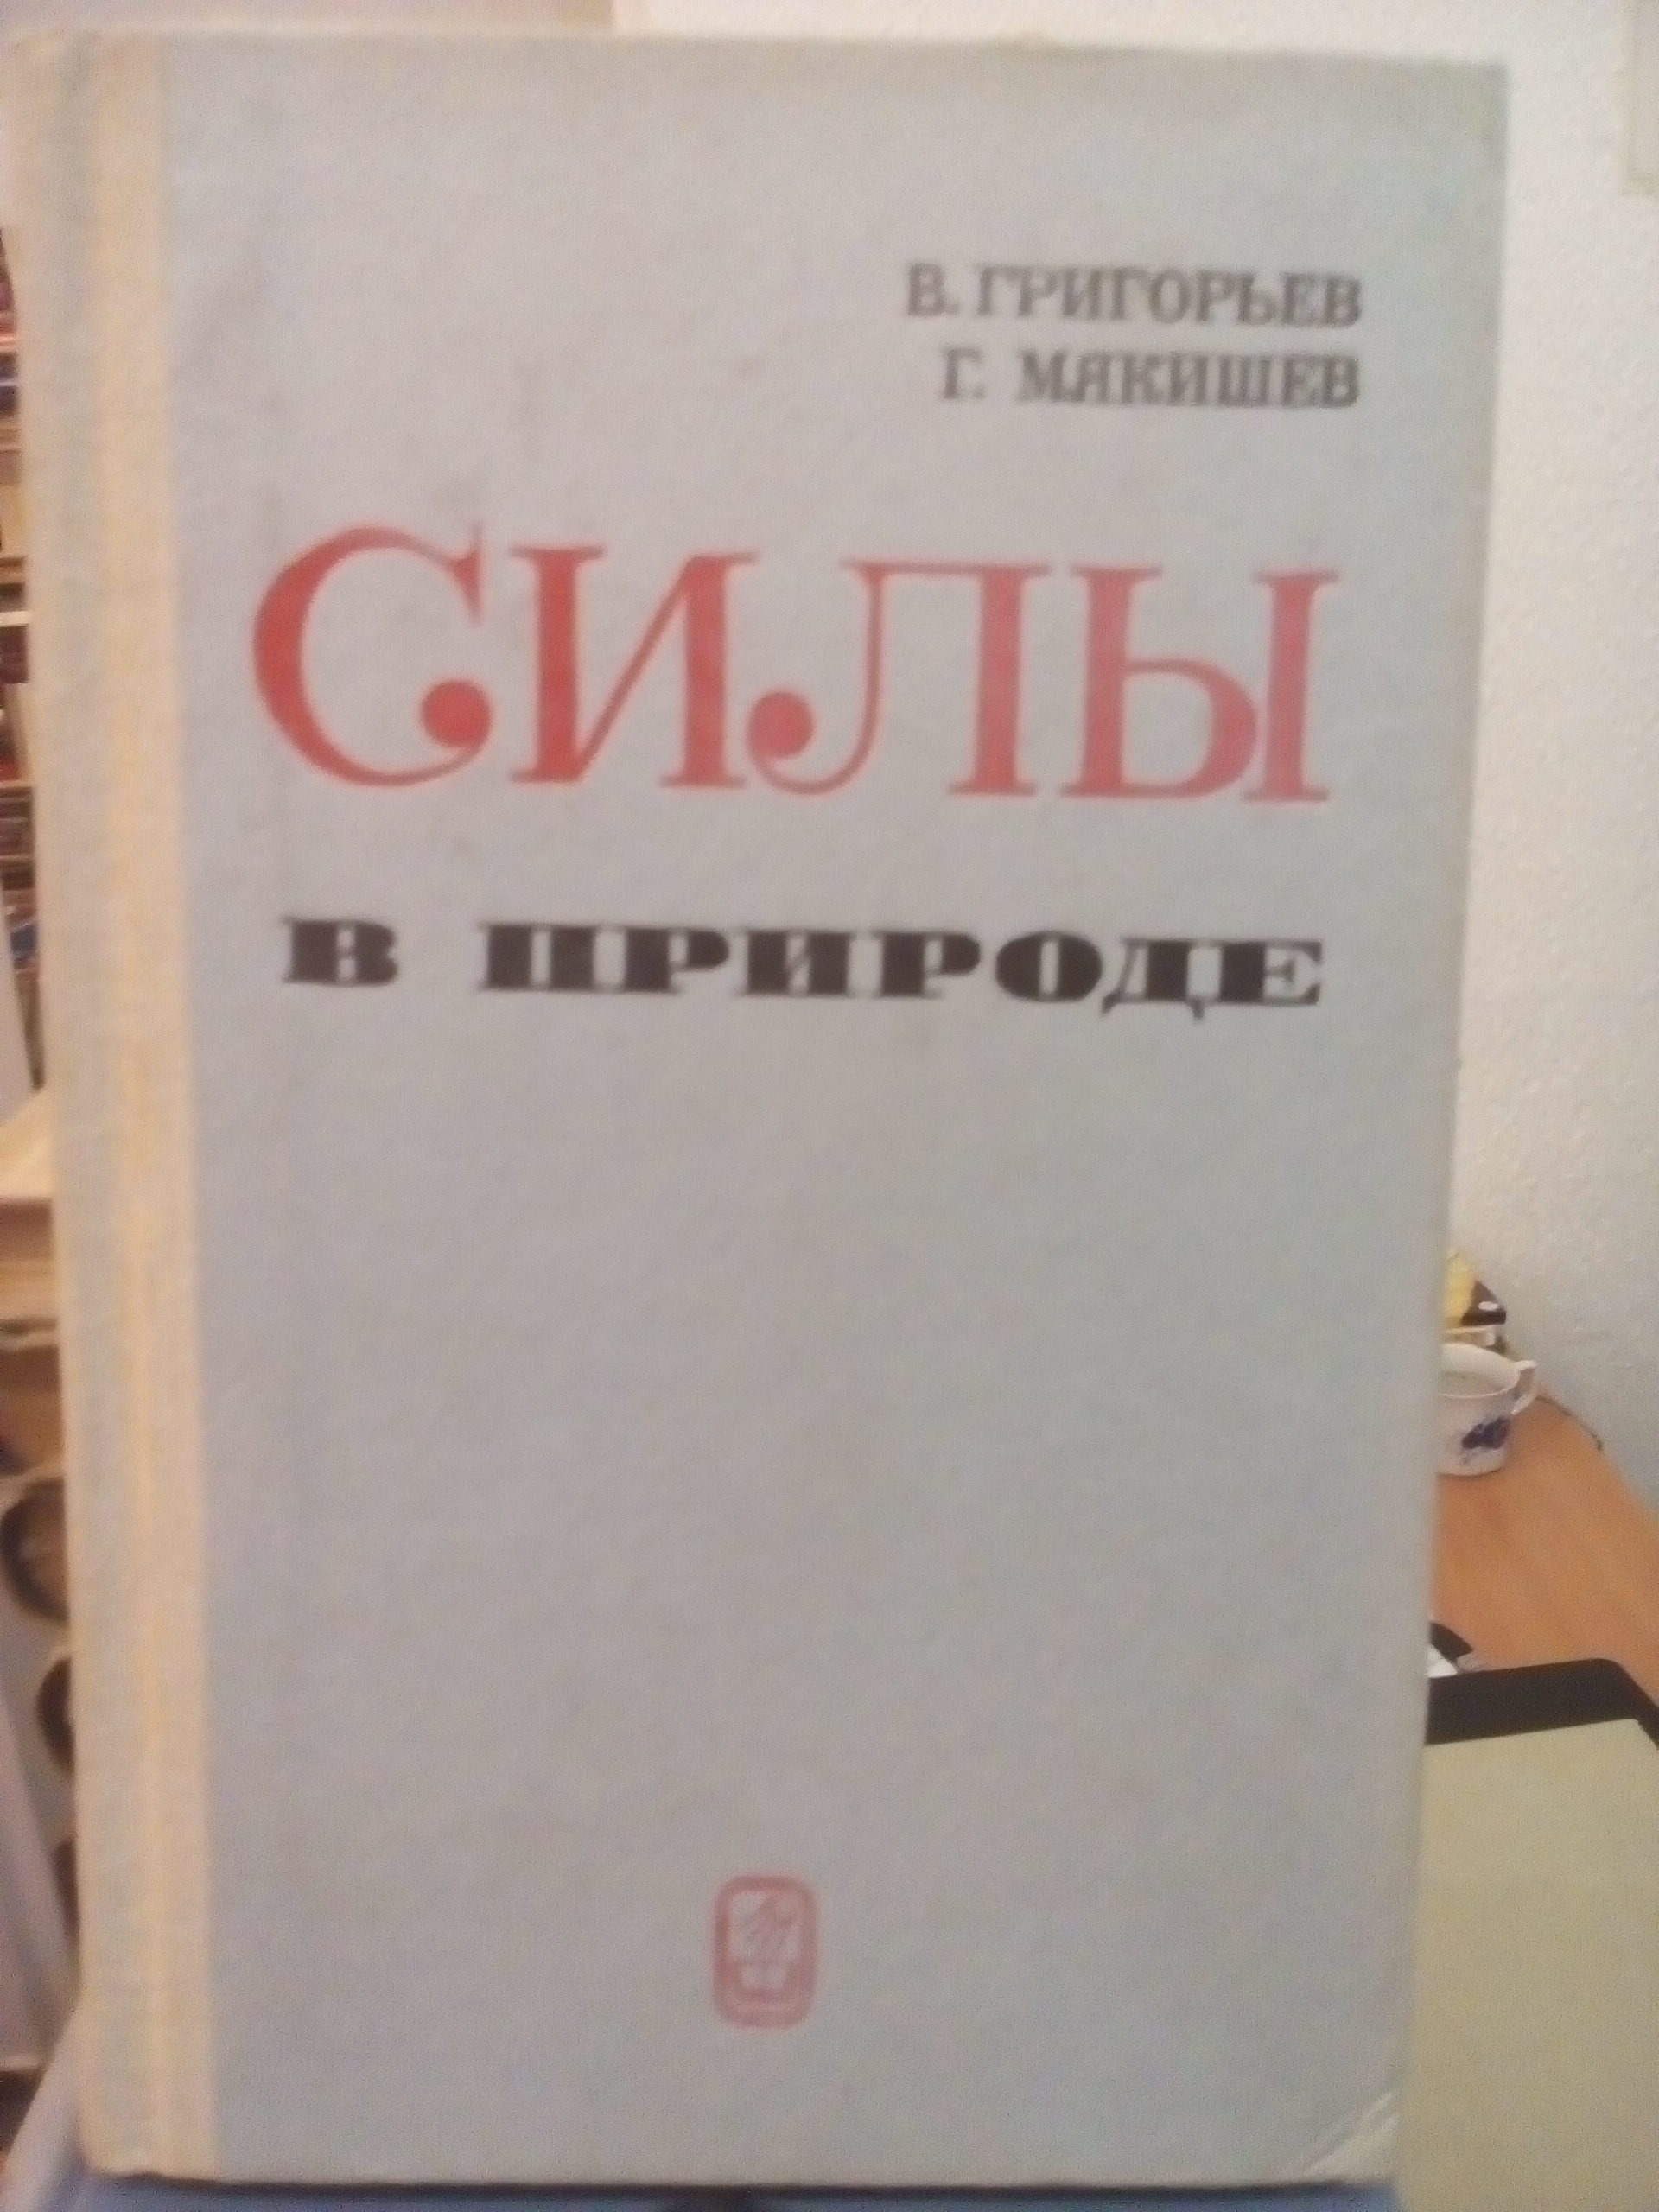 В. ГРИГОРЬЕВ
Г. МЯКИШЕВ
СИЛЫ
В ПРИРОДЕ